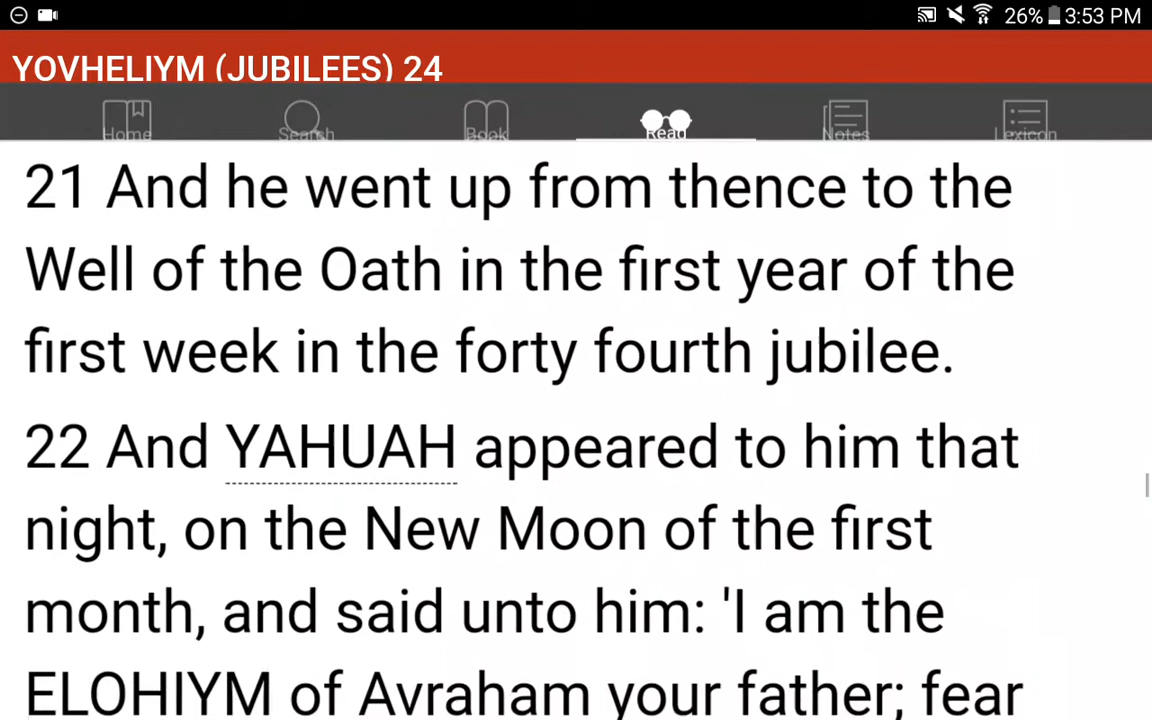 26% 3:53 PM
YOVHELIYM (JUBILEES) 24
Home Search Book Read Notes Lexicon
21 And he went up from thence to the
Well of the Oath in the first year of the
first week in the forty fourth jubilee.
22 And YAHUAH appeared to him that
night, on the New Moon of the first
month, and said unto him: 'I am the
ELOHIYM of Avraham your father; fear